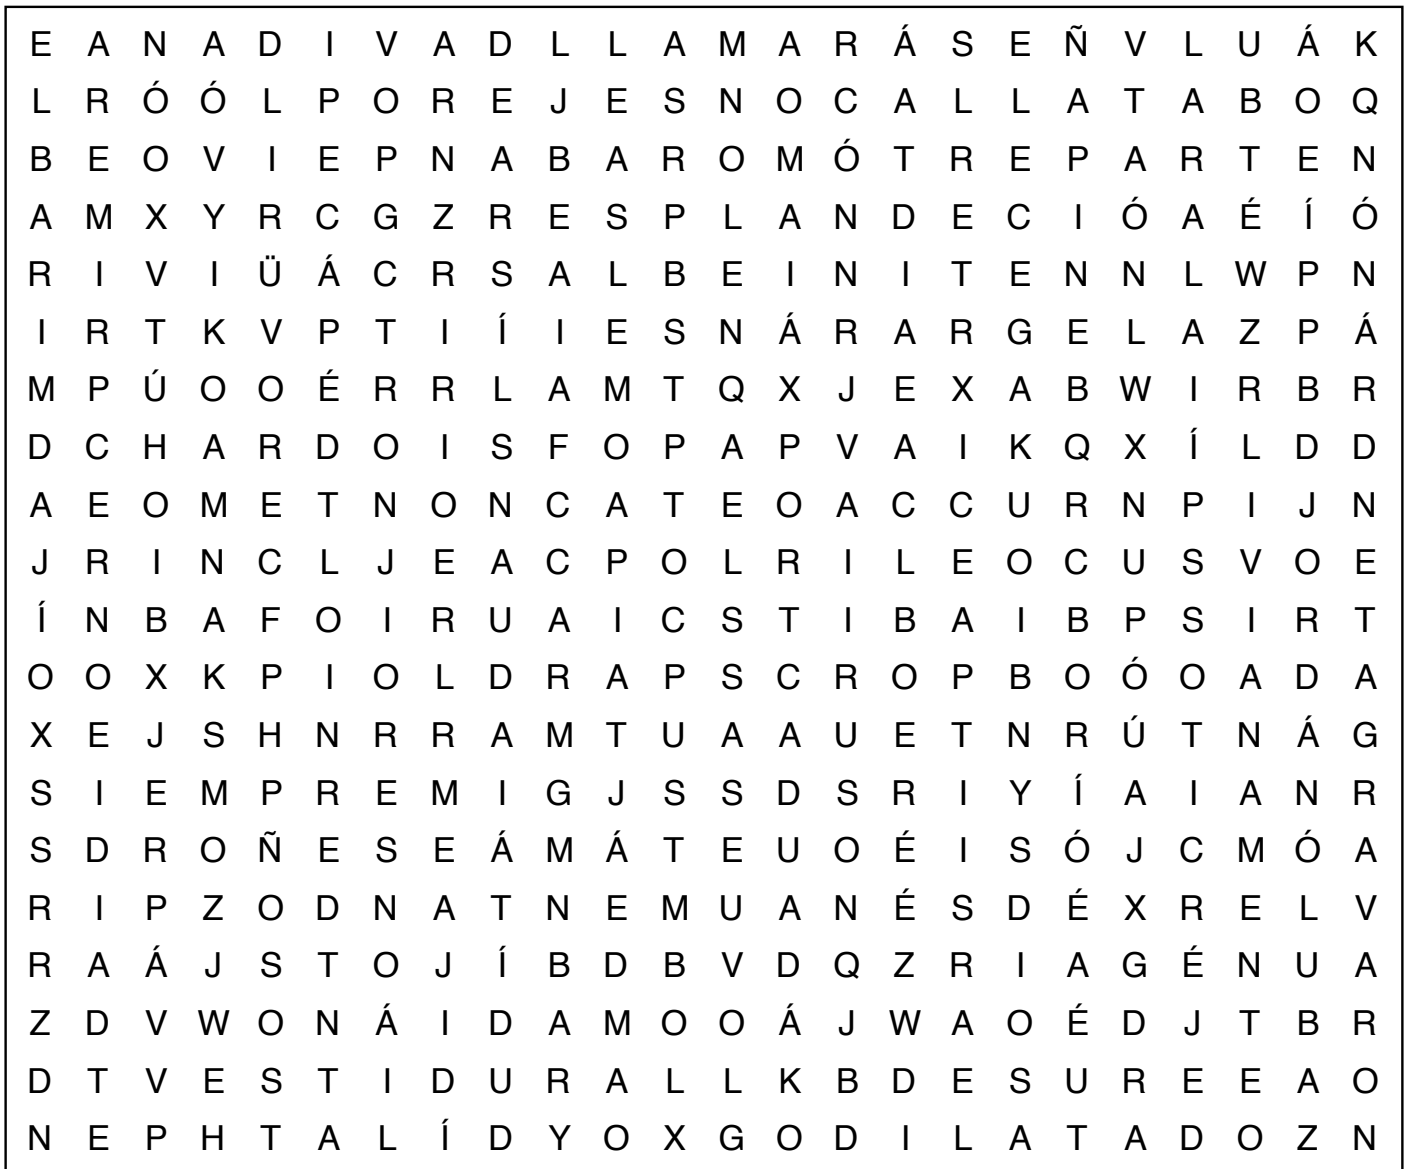 E A N A D I V A D L L A M A R Á S E Ñ V L U Á K
L R Ó Ó L P O R E J E S N O C A L L A T A B O Q
B E O V I E P N A B A R O M Ó T R E P A R T E N
A M X Y R C G Z R E S P L A N D E C I Ó A É Í Ó
R I V I Ü Á C R S A L B E I N I T E N N L W P N
I R T K V P T I Í I E S N Á R A R G E L A Z P Á
M P Ú O O É R R L A M T Q X J E X A B W I R B R
D C H A R D O I S F O P A P V A I K Q X Í L D D
A E O M E T N O N C A T E O A C C U R N P I J N
J R I N C L J E A C P O L R I L E O C U S V O E
Í N B A F O I R U A I C S T I B A I B P S I R T
O O X K P I O L D R A P S C R O P B O Ó O A D A
X E J S H N R R A M T U A A U E T N R Ú T N Á G
S I E M P R E M I G J S S D S R I Y Í A I A N R
S D R O Ñ E S E Á M Á T E U O É I S Ó J C M Ó A
R I P Z O D N A T N E M U A N É S D É X R E L V
R A Á J S T O J Í B D B V D Q Z R I A G É N U A
Z D V W O N Á I D A M O O Á J W A O É D J T B R
D T V E S T I D U R A L L K B D E S U R E E A O
N E P H T A L Í D Y O X G O D I L A T A D O Z N